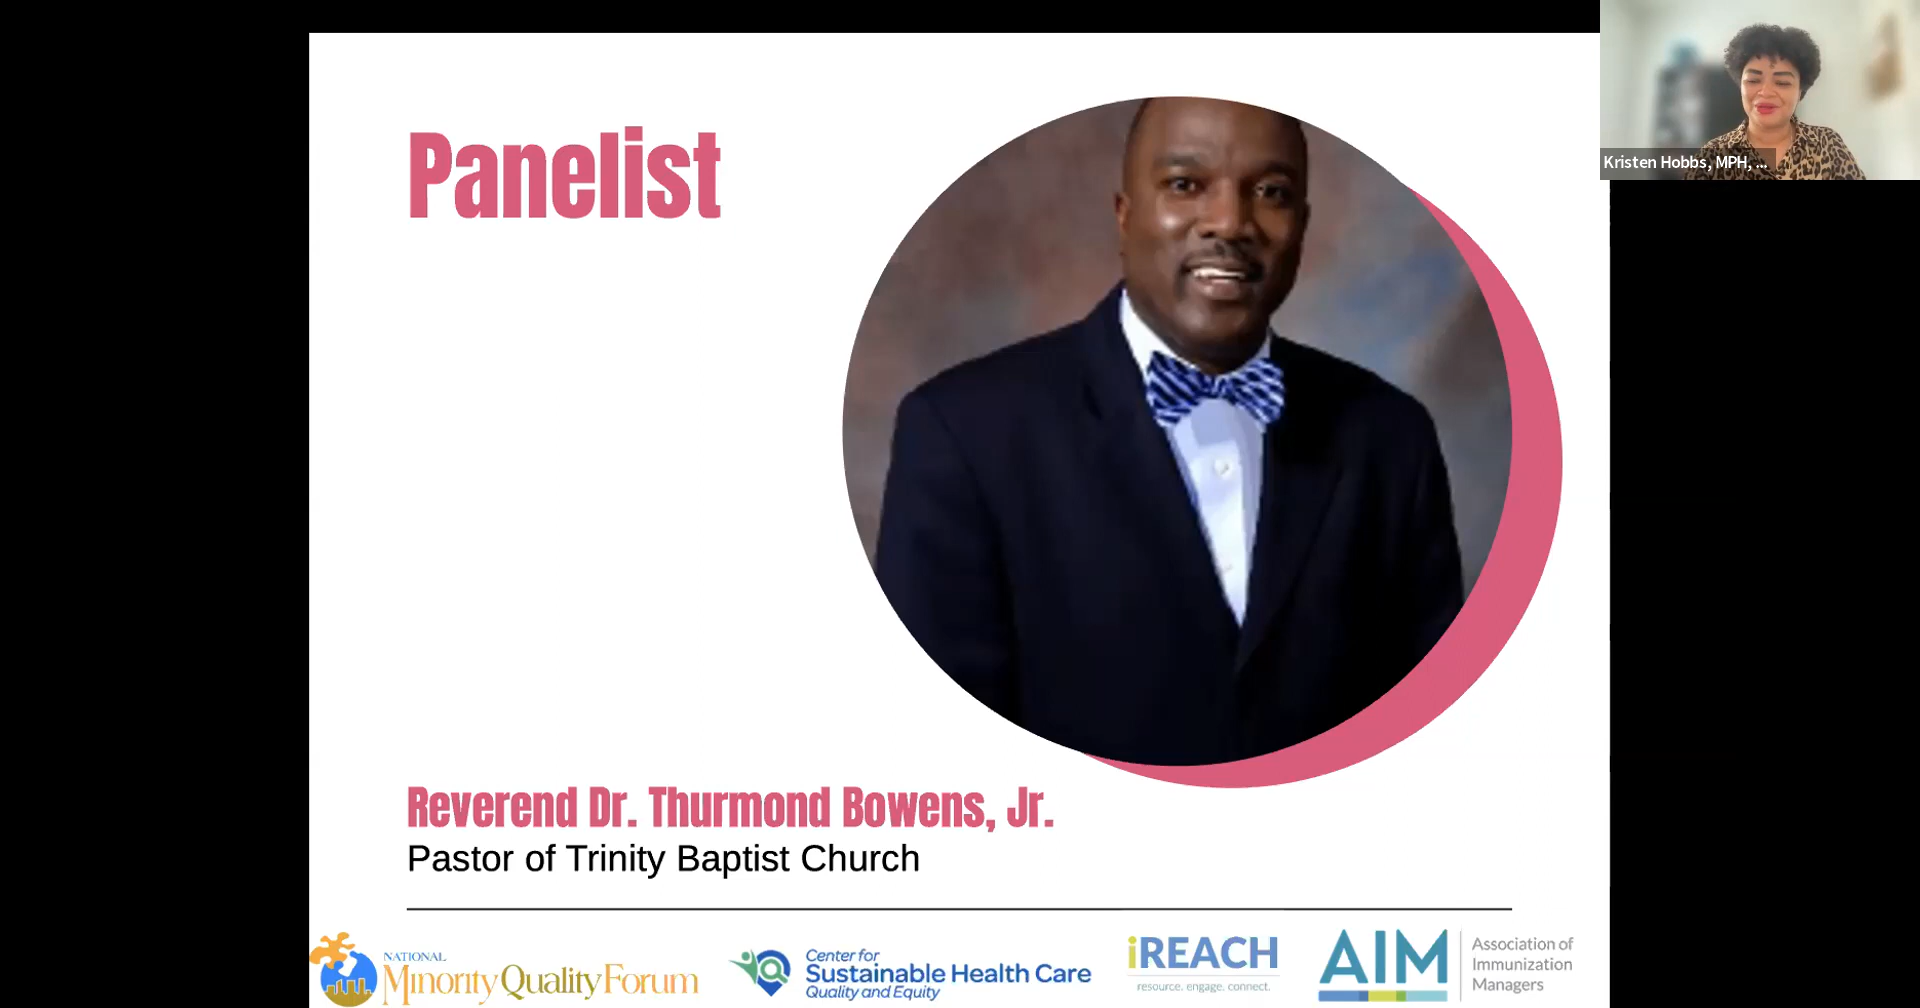 Panelist
Kristen Hobbs, MPH, ...
Reverend Dr. Thurmond Bowens, Jr.
Pastor of Trinity Baptist Church
NATIONAL
Minority Quality Forum
Center for
Sustainable Health Care
Quality and Equity
iREACH
resource. engage. connect.
AIM
Association of
Immunization
Managers